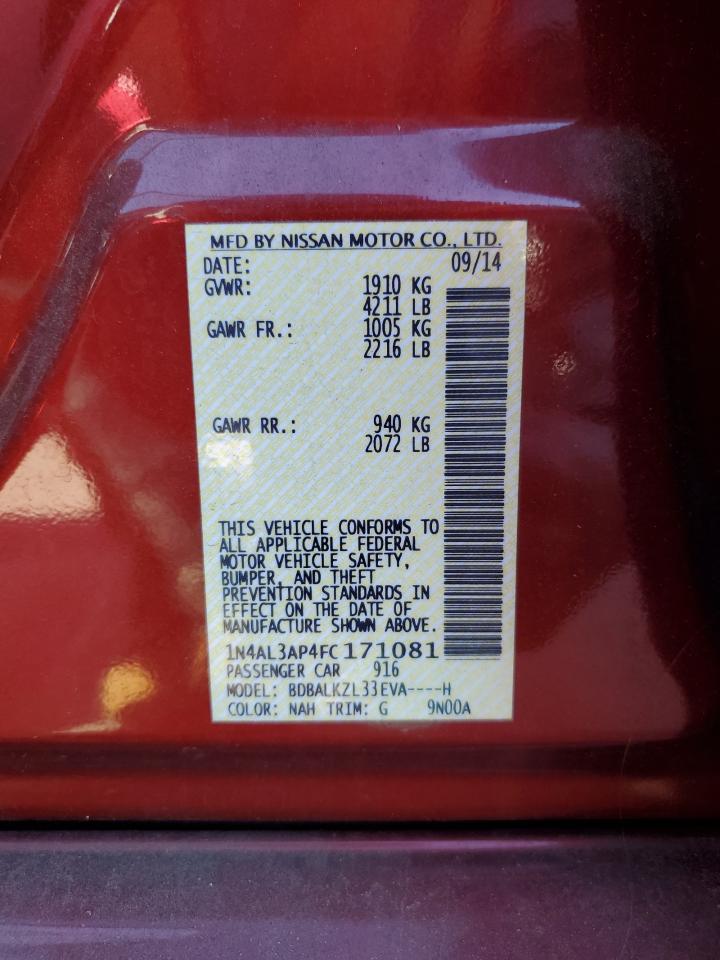 MFD BY NISSAN MOTOR CO., LTD.
DATE: 09/14
GVWR: 1910 KG
4211 LB
GAWR FR.: 1005 KG
2216 LB
GAWR RR.: 940 KG
2072 LB
THIS VEHICLE CONFORMS TO
ALL APPLICABLE FEDERAL
MOTOR VEHICLE SAFETY,
BUMPER, AND THEFT
PREVENTION STANDARDS IN
EFFECT ON THE DATE OF
MANUFACTURE SHOWN ABOVE.
1N4AL3AP4FC171081
PASSENGER CAR 916
MODEL: BDBALKZL33EVA----H
COLOR: NAH TRIM: G 9N00A